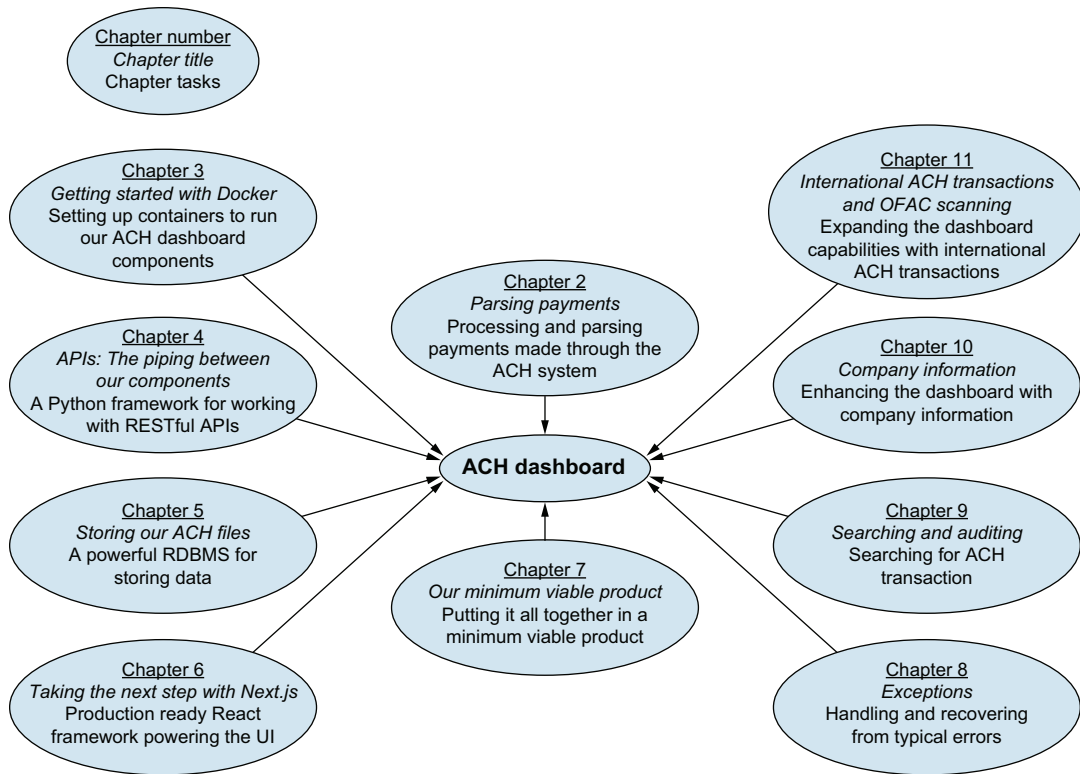 Chapter number
Chapter title
Chapter tasks
Chapter 3
Getting started with Docker
Setting up containers to run
our ACH dashboard
components
Chapter 4
APIs: The piping between
our components
A Python framework for working
with RESTful APIs
Chapter 5
Storing our ACH files
A powerful RDBMS for
storing data
Chapter 6
Taking the next step with Next.js
Production ready React
framework powering the UI
Chapter 2
Parsing payments
Processing and parsing
payments made through the
ACH system
ACH dashboard
Chapter 7
Our minimum viable product
Putting it all together in a
minimum viable product
Chapter 11
International ACH transactions
and OFAC scanning
Expanding the dashboard
capabilities with international
ACH transactions
Chapter 10
Company information
Enhancing the dashboard with
company information
Chapter 9
Searching and auditing
Searching for ACH
transaction
Chapter 8
Exceptions
Handling and recovering
from typical errors